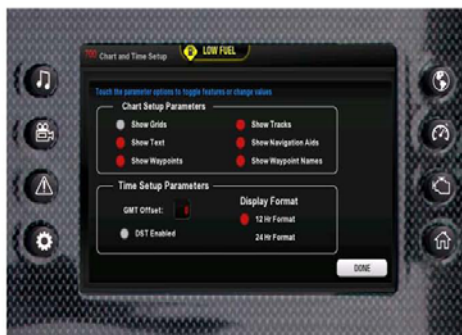 700 Chart and Time Setup
LOW FUEL
Touch the parameter options to toggle features or change values
Chart Setup Parameters
Show Grids
Show Tracks
Show Text
Show Navigation Aids
Show Waypoints
Show Waypoint Names
Time Setup Parameters
GMT Offset:
Display Format
12 Hr Format
DST Enabled
24 Hr Format
DONE